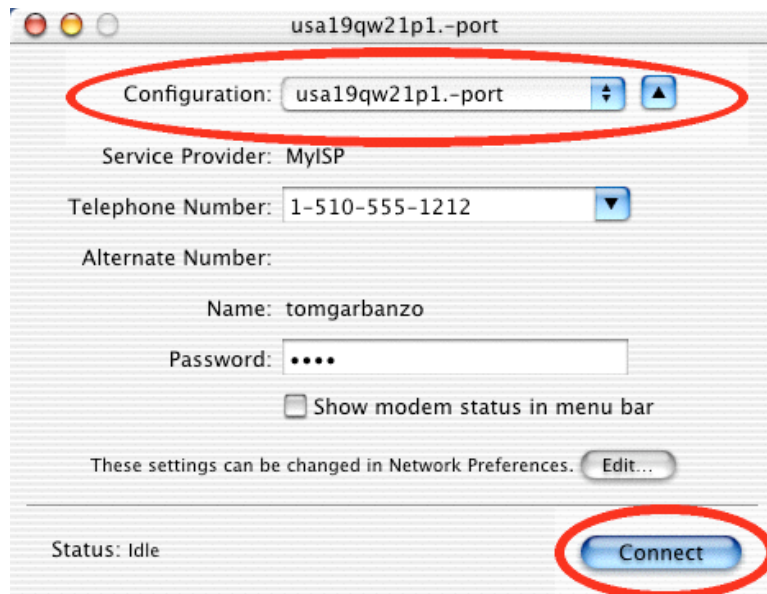 usa19qw21p1.-port
Configuration: usa19qw21p1.-port
Service Provider: MyISP
Telephone Number: 1-510-555-1212
Alternate Number:
Name: tomgarbanzo
Password: ••••
Show modem status in menu bar
These settings can be changed in Network Preferences. Edit...
Status: Idle Connect